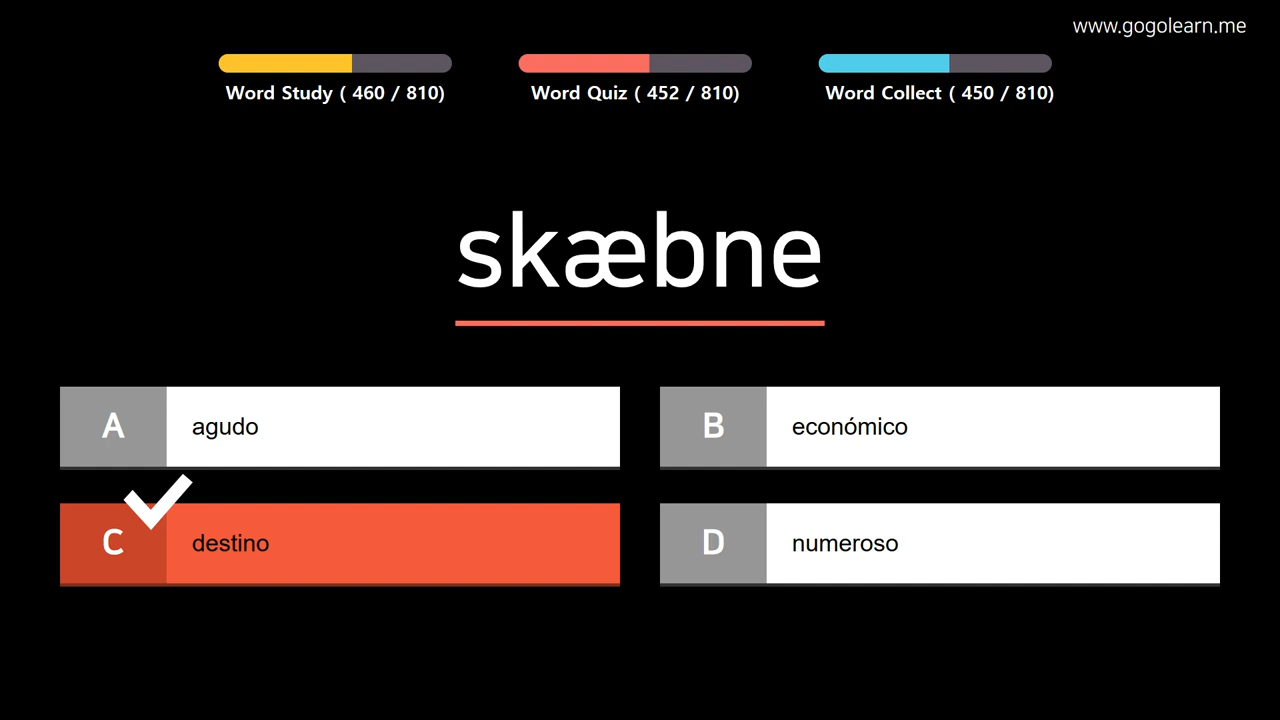 www.gogolearn.me
Word Study ( 460 / 810)
Word Quiz ( 452 / 810)
Word Collect ( 450 / 810)
skæbne
A agudo
B económico
C destino
D numeroso